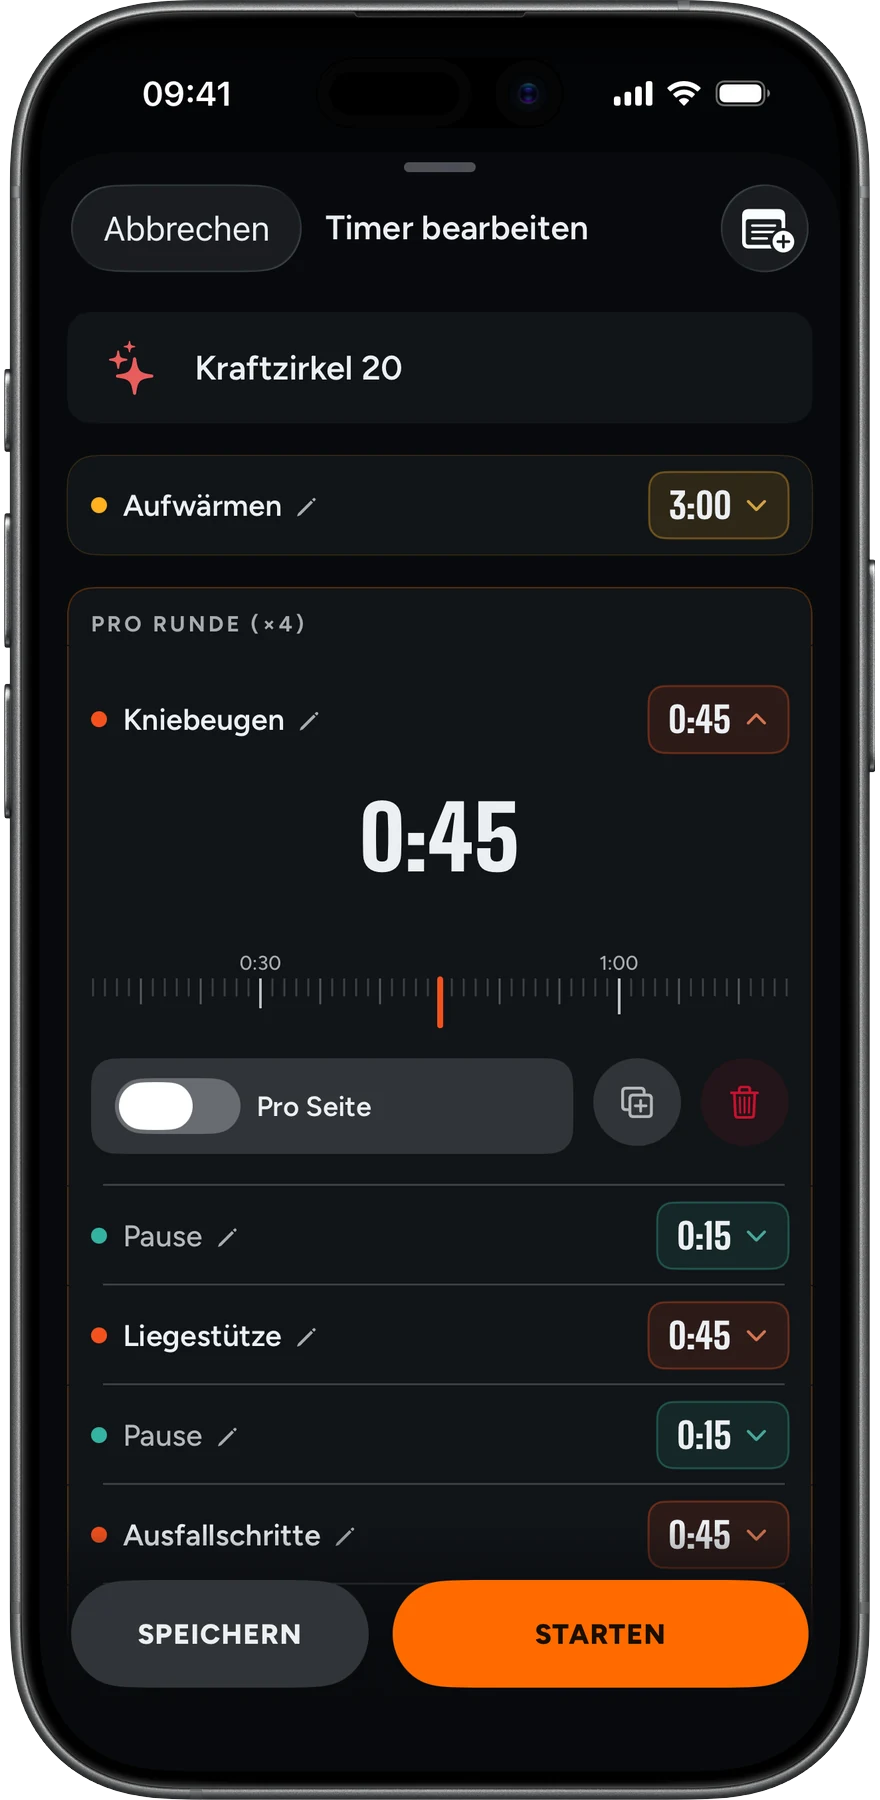 09:41
Abbrechen
Timer bearbeiten
Kraftzirkel 20
Aufwärmen
3:00
PRO RUNDE (×4)
Kniebeugen
0:45
0:45
0:30
1:00
Pro Seite
Pause
0:15
Liegestütze
0:45
Pause
0:15
Ausfallschritte
0:45
SPEICHERN
STARTEN